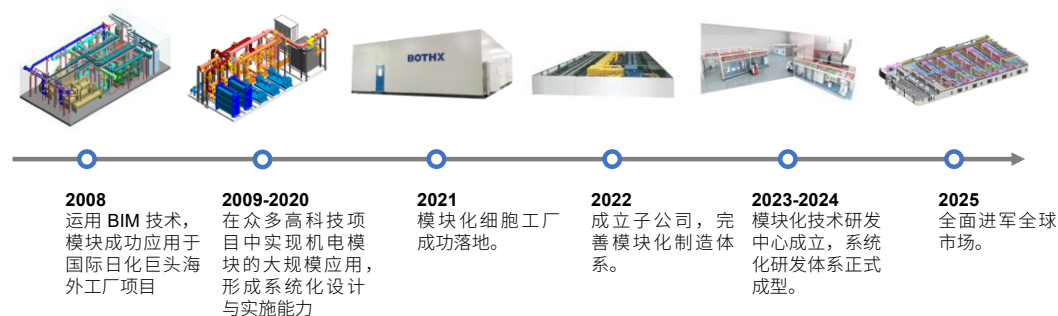 BOTHX
2008
运用 BIM 技术，
模块成功应用于
国际日化巨头海
外工厂项目
2009-2020
在众多高科技项
目中实现机电模
块的大规模应用，
形成系统化设计
与实施能力
2021
模块化细胞工厂
成功落地。
2022
成立子公司，完
善模块化制造体
系。
2023-2024
模块化技术研发
中心成立，系统
化研发体系正式
成型。
2025
全面进军全球
市场。